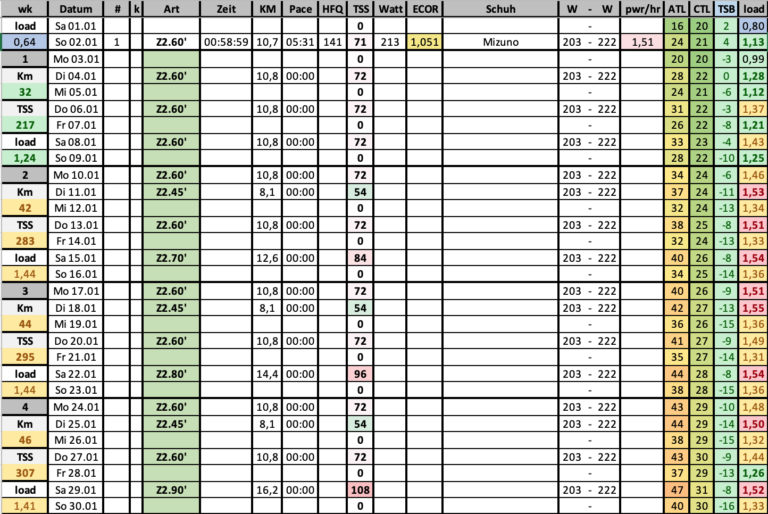 wk Datum # k Art Zeit KM Pace HFQ TSS Watt ECOR Schuh W - W pwr/hr ATL CTL TSB load
load Sa 01.01 0 - 16 20 2 0,80
0,64 So 02.01 1 Z2.60' 00:58:59 10,7 05:31 141 71 213 1,051 Mizuno 203 - 222 1,51 24 21 4 1,13
1 Mo 03.01 0 - 20 20 -3 0,99
Km Di 04.01 Z2.60' 10,8 00:00 72 203 - 222 28 22 0 1,28
32 Mi 05.01 0 - 24 21 -6 1,12
TSS Do 06.01 Z2.60' 10,8 00:00 72 203 - 222 31 22 -3 1,37
217 Fr 07.01 0 - 26 22 -8 1,21
load Sa 08.01 Z2.60' 10,8 00:00 72 203 - 222 33 23 -4 1,43
1,24 So 09.01 0 - 28 22 -10 1,25
2 Mo 10.01 Z2.60' 10,8 00:00 72 203 - 222 34 24 -6 1,46
Km Di 11.01 Z2.45' 8,1 00:00 54 203 - 222 37 24 -11 1,53
42 Mi 12.01 0 - 32 24 -13 1,34
TSS Do 13.01 Z2.60' 10,8 00:00 72 203 - 222 38 25 -8 1,51
283 Fr 14.01 0 - 32 24 -13 1,33
load Sa 15.01 Z2.70' 12,6 00:00 84 203 - 222 40 26 -8 1,54
1,44 So 16.01 0 - 34 25 -14 1,36
3 Mo 17.01 Z2.60' 10,8 00:00 72 203 - 222 40 26 -9 1,51
Km Di 18.01 Z2.45' 8,1 00:00 54 203 - 222 42 27 -13 1,55
44 Mi 19.01 0 - 36 26 -15 1,36
TSS Do 20.01 Z2.60' 10,8 00:00 72 203 - 222 41 27 -9 1,49
295 Fr 21.01 0 - 35 27 -14 1,31
load Sa 22.01 Z2.80' 14,4 00:00 96 203 - 222 44 28 -8 1,54
1,44 So 23.01 0 - 38 28 -15 1,36
4 Mo 24.01 Z2.60' 10,8 00:00 72 203 - 222 43 29 -10 1,48
Km Di 25.01 Z2.45' 8,1 00:00 54 203 - 222 44 29 -14 1,50
46 Mi 26.01 0 - 38 29 -15 1,32
TSS Do 27.01 Z2.60' 10,8 00:00 72 203 - 222 43 30 -9 1,44
307 Fr 28.01 0 - 37 29 -13 1,26
load Sa 29.01 Z2.90' 16,2 00:00 108 203 - 222 47 31 -8 1,52
1,41 So 30.01 0 - 40 30 -16 1,33